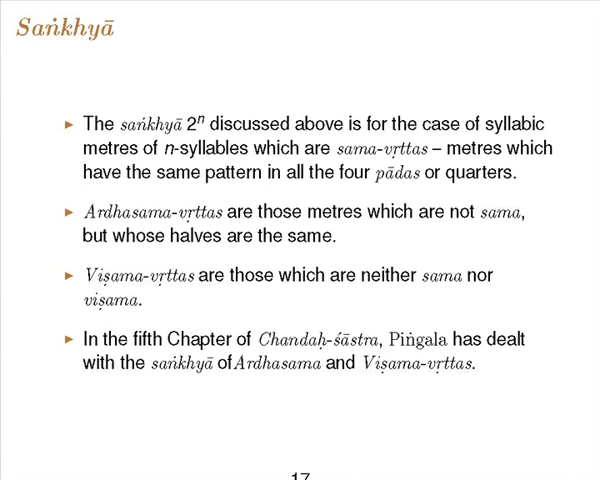 Saṅkhyā
▶ The saṅkhyā 2ⁿ discussed above is for the case of syllabic
metres of n-syllables which are sama-vṛttas – metres which
have the same pattern in all the four pādas or quarters.
▶ Ardhasama-vṛttas are those metres which are not sama,
but whose halves are the same.
▶ Viṣama-vṛttas are those which are neither sama nor
viṣama.
▶ In the fifth Chapter of Chandaḥ-śāstra, Piṅgala has dealt
with the saṅkhyā ofArdhasama and Viṣama-vṛttas.
17